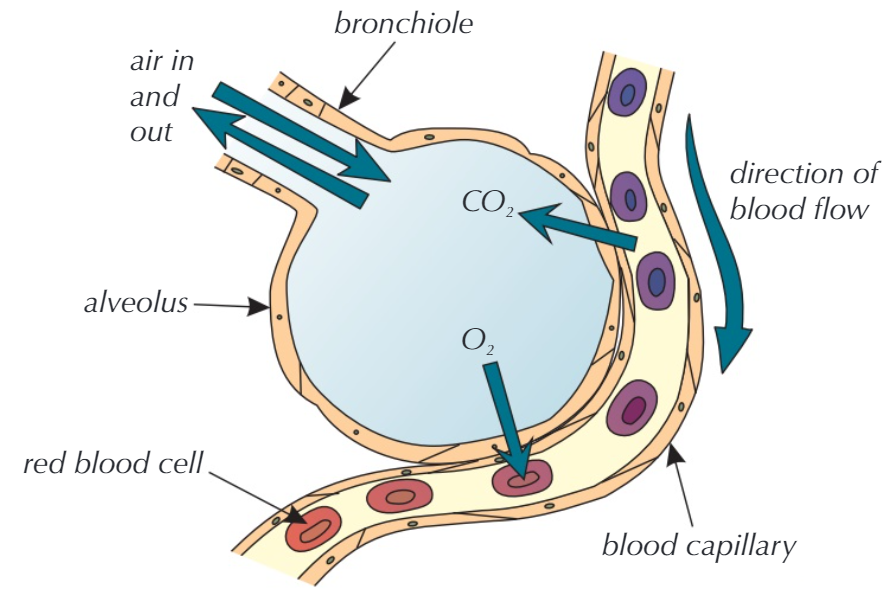 bronchiole
air in
and
out
direction of
blood flow
CO₂
alveolus
O₂
red blood cell
blood capillary